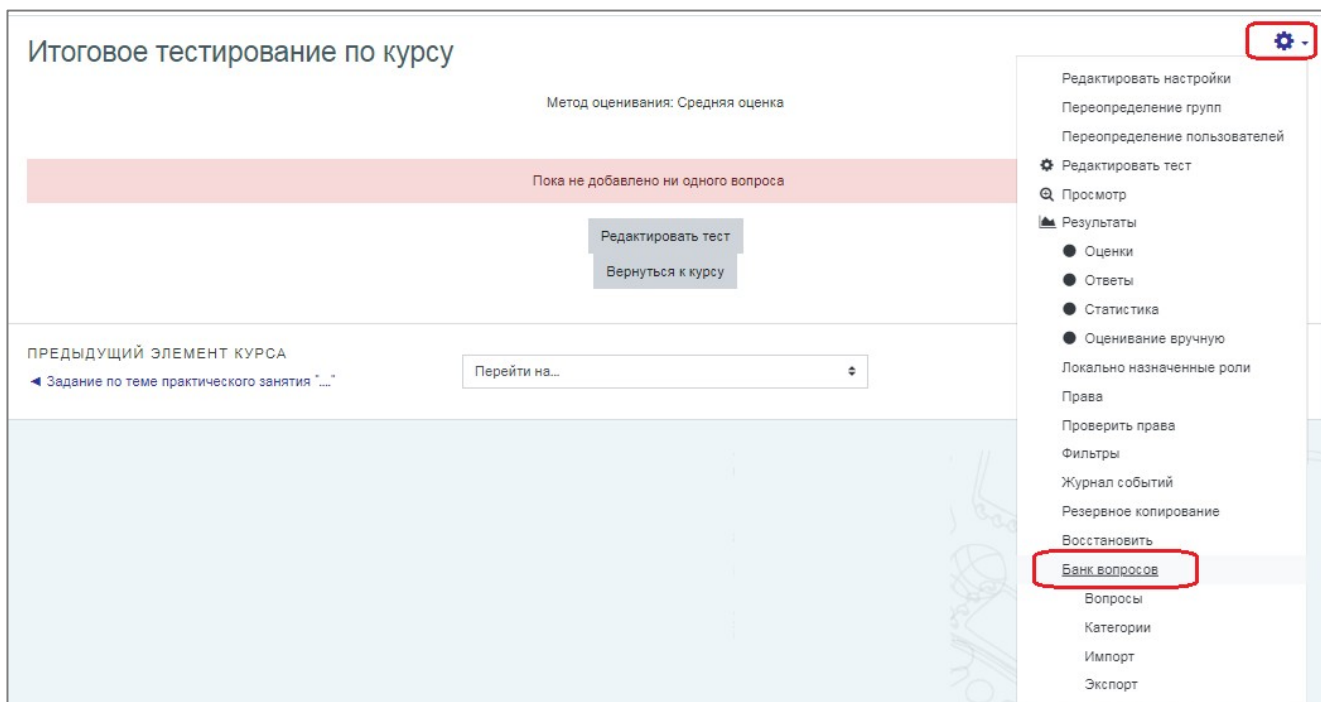 Итоговое тестирование по курсу
Метод оценивания: Средняя оценка
Пока не добавлено ни одного вопроса
Редактировать тест
Вернуться к курсу
ПРЕДЫДУЩИЙ ЭЛЕМЕНТ КУРСА
◄ Задание по теме практического занятия "...."
Перейти на...
Редактировать настройки
Переопределение групп
Переопределение пользователей
Редактировать тест
Просмотр
Результаты
Оценки
Ответы
Статистика
Оценивание вручную
Локально назначенные роли
Права
Проверить права
Фильтры
Журнал событий
Резервное копирование
Восстановить
Банк вопросов
Вопросы
Категории
Импорт
Экспорт